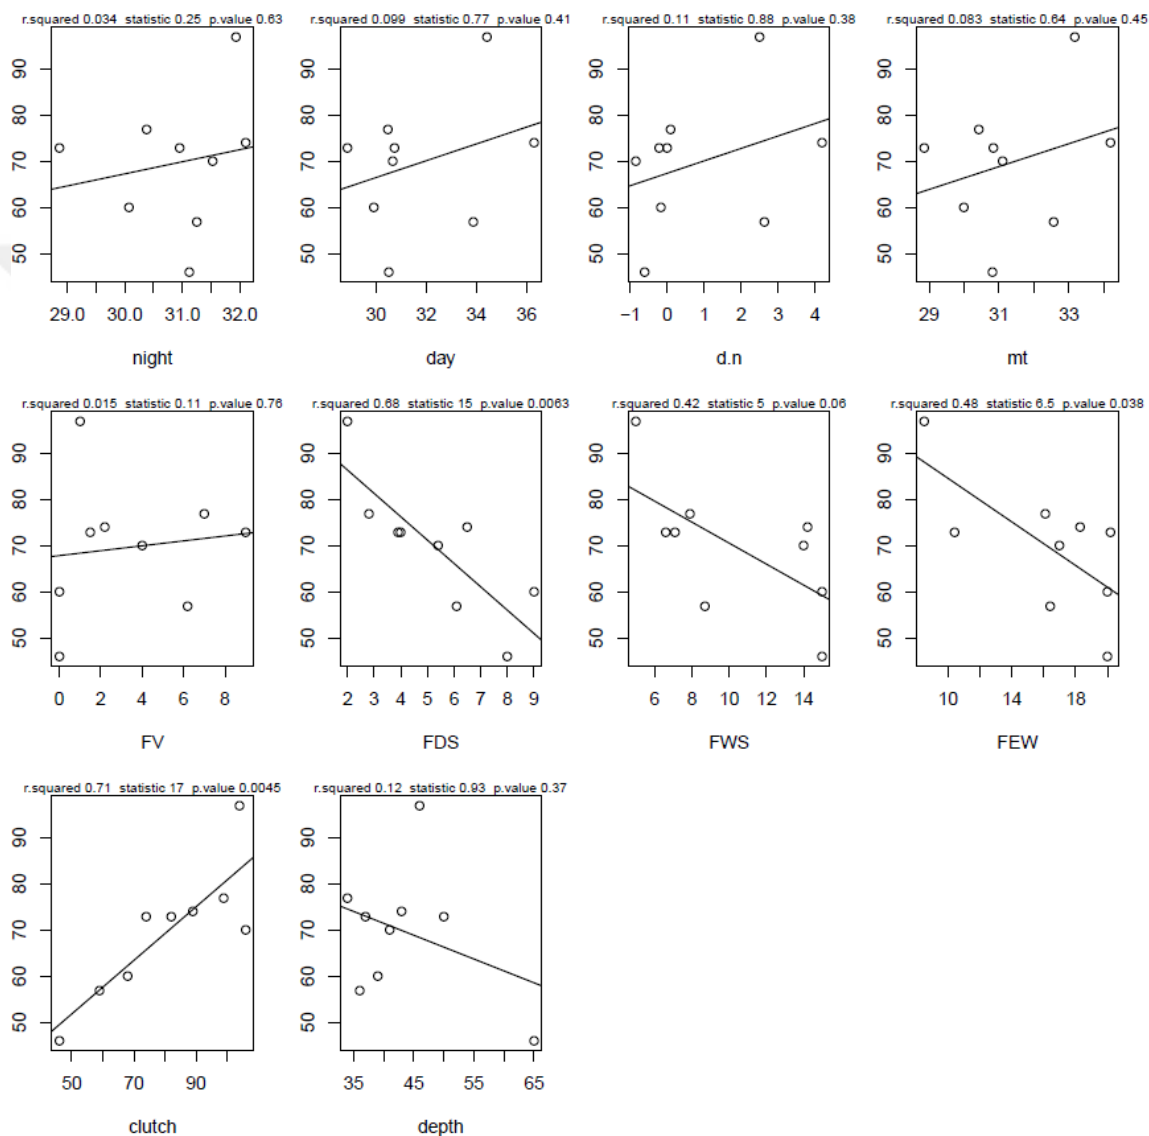 r.squared 0.034 statistic 0.25 p.value 0.63
r.squared 0.099 statistic 0.77 p.value 0.41
r.squared 0.11 statistic 0.88 p.value 0.38
r.squared 0.083 statistic 0.64 p.value 0.45
50 60 70 80 90
29.0 30.0 31.0 32.0
night
50 60 70 80 90
30 32 34 36
day
50 60 70 80 90
−1 0 1 2 3 4
d.n
50 60 70 80 90
29 31 33
mt
r.squared 0.015 statistic 0.11 p.value 0.76
r.squared 0.68 statistic 15 p.value 0.0063
r.squared 0.42 statistic 5 p.value 0.06
r.squared 0.48 statistic 6.5 p.value 0.038
50 60 70 80 90
0 2 4 6 8
FV
50 60 70 80 90
2 3 4 5 6 7 8 9
FDS
50 60 70 80 90
6 8 10 12 14
FWS
50 60 70 80 90
10 14 18
FEW
r.squared 0.71 statistic 17 p.value 0.0045
r.squared 0.12 statistic 0.93 p.value 0.37
50 60 70 80 90
50 70 90
clutch
50 60 70 80 90
35 45 55 65
depth